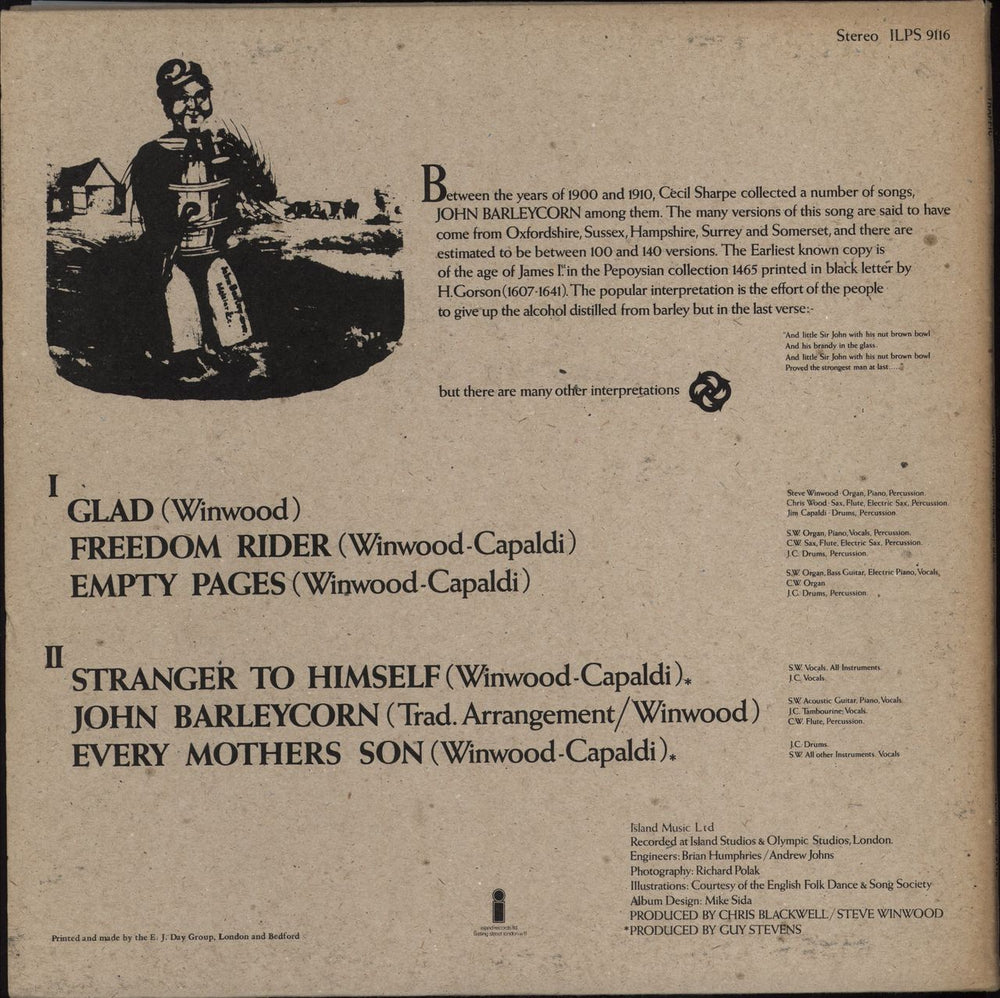 Stereo ILPS 9116
Between the years of 1900 and 1910, Cecil Sharpe collected a number of songs,
JOHN BARLEYCORN among them. The many versions of this song are said to have
come from Oxfordshire, Sussex, Hampshire, Surrey and Somerset, and there are
estimated to be between 100 and 140 versions. The Earliest known copy is
of the age of James I in the Pepoysian collection 1465 printed in black letter by
H.Gorson (1607-1641). The popular interpretation is the effort of the people
to give up the alcohol distilled from barley but in the last verse:-
"And little Sir John with his nut brown bowl
And his brandy in the glass.
And little Sir John with his nut brown bowl
Proved the strongest man at last....."
but there are many other interpretations
I
GLAD (Winwood)
FREEDOM RIDER (Winwood-Capaldi)
EMPTY PAGES (Winwood-Capaldi)
Steve Winwood · Organ, Piano, Percussion.
Chris Wood · Sax, Flute, Electric Sax, Percussion.
Jim Capaldi · Drums, Percussion.
S.W. Organ, Piano, Vocals, Percussion.
C.W. Sax, Flute, Electric Sax, Percussion.
J.C. Drums, Percussion.
S.W. Organ, Bass Guitar, Electric Piano, Vocals,
C.W. Organ
J.C. Drums, Percussion.
II
STRANGER TO HIMSELF (Winwood-Capaldi).*
JOHN BARLEYCORN (Trad. Arrangement/Winwood)
EVERY MOTHERS SON (Winwood-Capaldi).*
S.W. Vocals. All Instruments.
J.C. Vocals.
S.W. Acoustic Guitar, Piano, Vocals.
J.C. Tambourine, Vocals.
C.W. Flute, Percussion.
J.C. Drums.
S.W. All other Instruments. Vocals
Island Music Ltd
Recorded at Island Studios & Olympic Studios, London.
Engineers: Brian Humphries / Andrew Johns
Photography: Richard Polak
Illustrations: Courtesy of the English Folk Dance & Song Society
Album Design: Mike Sida
PRODUCED BY CHRIS BLACKWELL / STEVE WINWOOD
*PRODUCED BY GUY STEVENS
island records ltd
Printed and made by the E. J. Day Group, London and Bedford